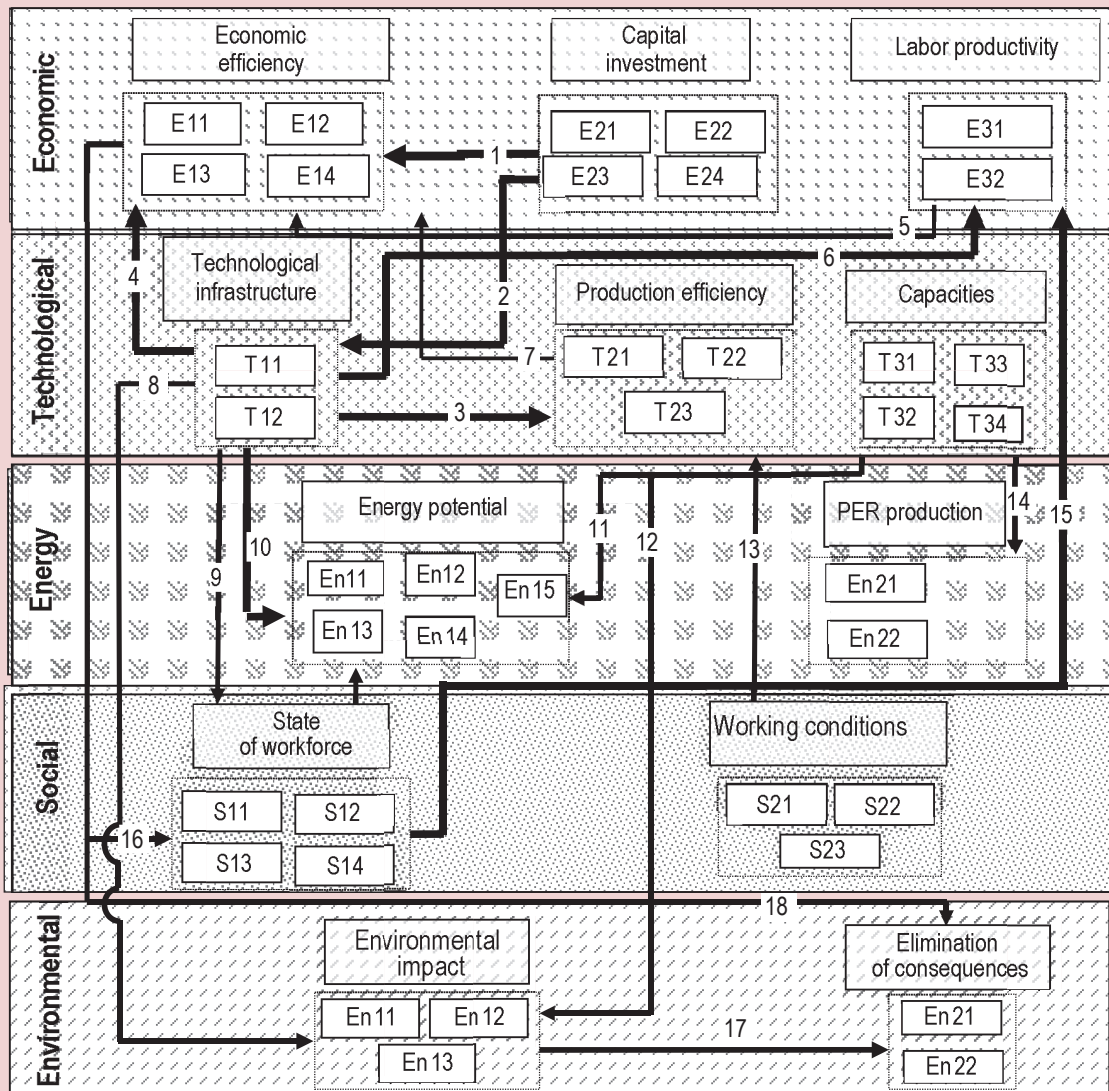 Economic
Economic
efficiency
Capital
investment
Labor productivity
E11
E12
E13
E14
E21
E22
E23
E24
E31
E32
1
5
Technological
Technological
infrastructure
Production efficiency
Capacities
4
2
6
7
8
3
T11
T12
T21
T22
T23
T31
T33
T32
T34
Energy
Energy potential
PER production
9
10
11
12
13
14
15
En11
En12
En15
En13
En14
En21
En22
Social
State
of workforce
Working conditions
S11
S12
S13
S14
S21
S22
S23
16
Environmental
18
Environmental
impact
Elimination
of consequences
En11
En12
En13
17
En21
En22